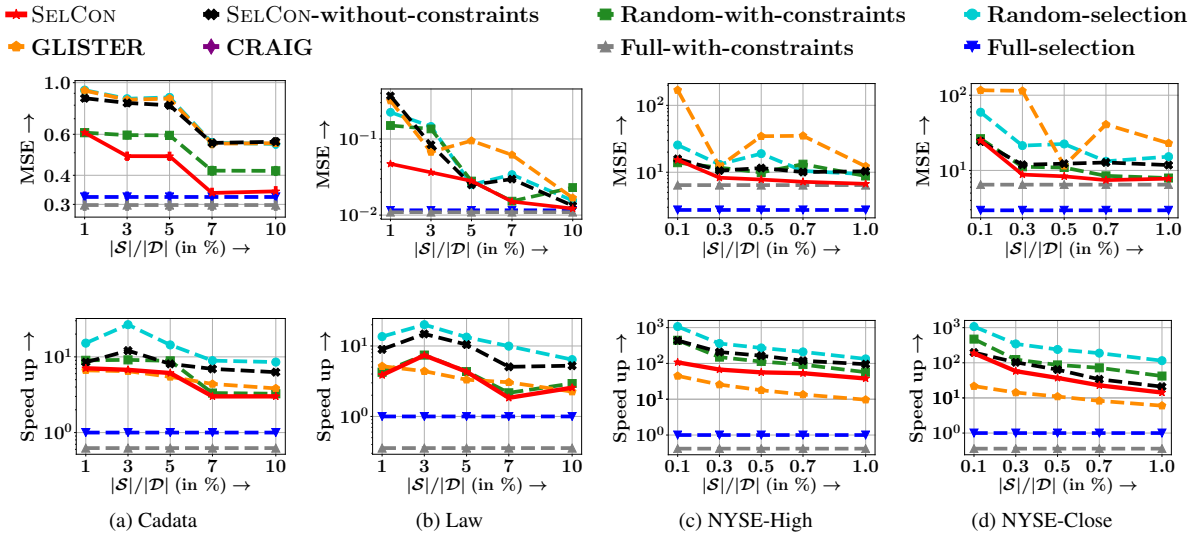 SELCON SELCON-without-constraints Random-with-constraints Random-selection
GLISTER CRAIG Full-with-constraints Full-selection
MSE →
1.0
0.6
0.4
0.3
1 3 5 7 10
|S|/|D| (in %) →
MSE →
10⁻¹
10⁻²
1 3 5 7 10
|S|/|D| (in %) →
MSE →
10²
10¹
0.1 0.3 0.5 0.7 1.0
|S|/|D| (in %) →
MSE →
10²
10¹
0.1 0.3 0.5 0.7 1.0
|S|/|D| (in %) →
Speed up →
10¹
10⁰
1 3 5 7 10
|S|/|D| (in %) →
(a) Cadata
Speed up →
10¹
10⁰
1 3 5 7 10
|S|/|D| (in %) →
(b) Law
Speed up →
10³
10²
10¹
10⁰
0.1 0.3 0.5 0.7 1.0
|S|/|D| (in %) →
(c) NYSE-High
Speed up →
10³
10²
10¹
10⁰
0.1 0.3 0.5 0.7 1.0
|S|/|D| (in %) →
(d) NYSE-Close